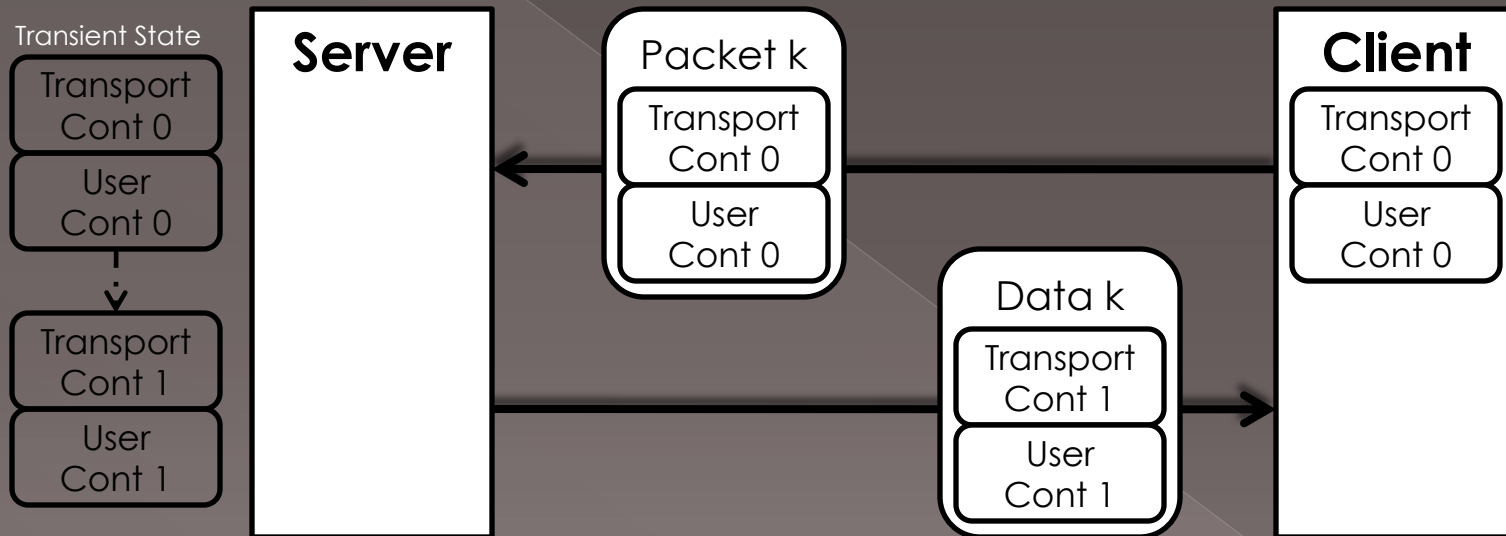 Transient State
Transport
Cont 0
User
Cont 0
Transport
Cont 1
User
Cont 1
Server
Packet k
Transport
Cont 0
User
Cont 0
Data k
Transport
Cont 1
User
Cont 1
Client
Transport
Cont 0
User
Cont 0